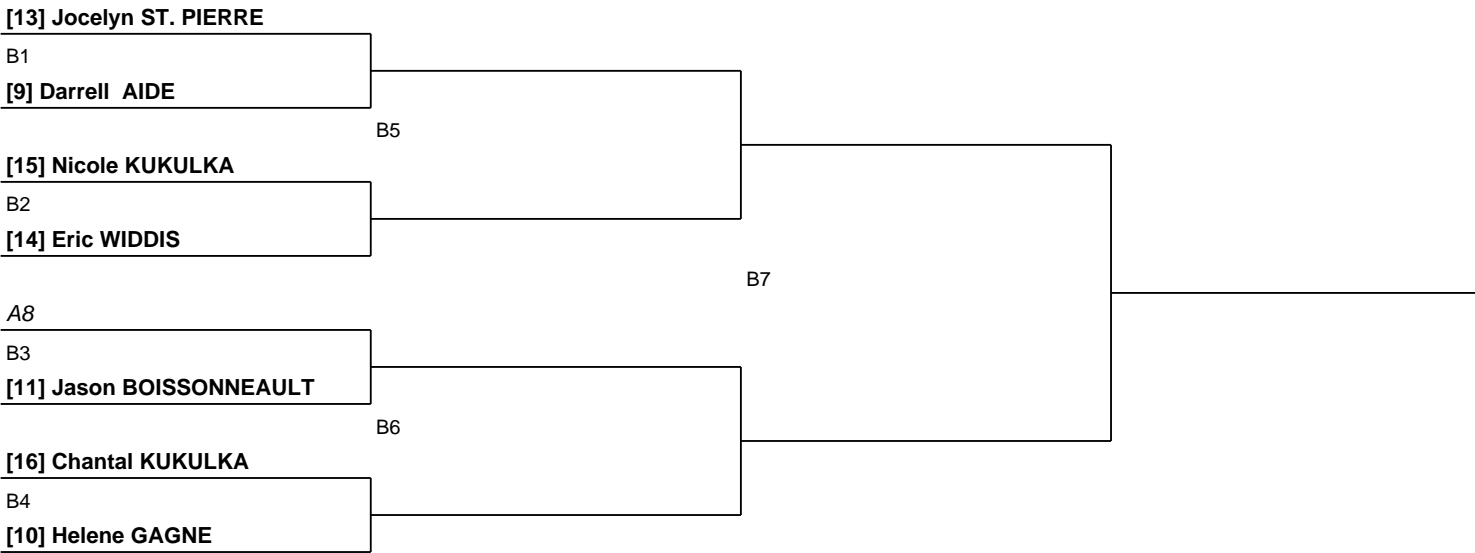 [13] Jocelyn ST. PIERRE
B1
[9] Darrell  AIDE
B5
[15] Nicole KUKULKA
B2
[14] Eric WIDDIS
B7
A8
B3
[11] Jason BOISSONNEAULT
B6
[16] Chantal KUKULKA
B4
[10] Helene GAGNE